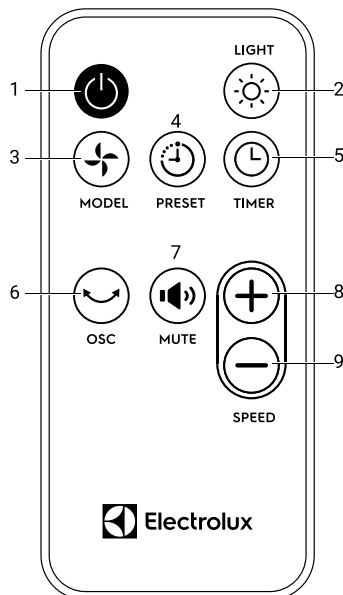 LIGHT
1
2
4
3
5
MODEL PRESET TIMER
7
6
8
OSC MUTE
9
SPEED
Electrolux